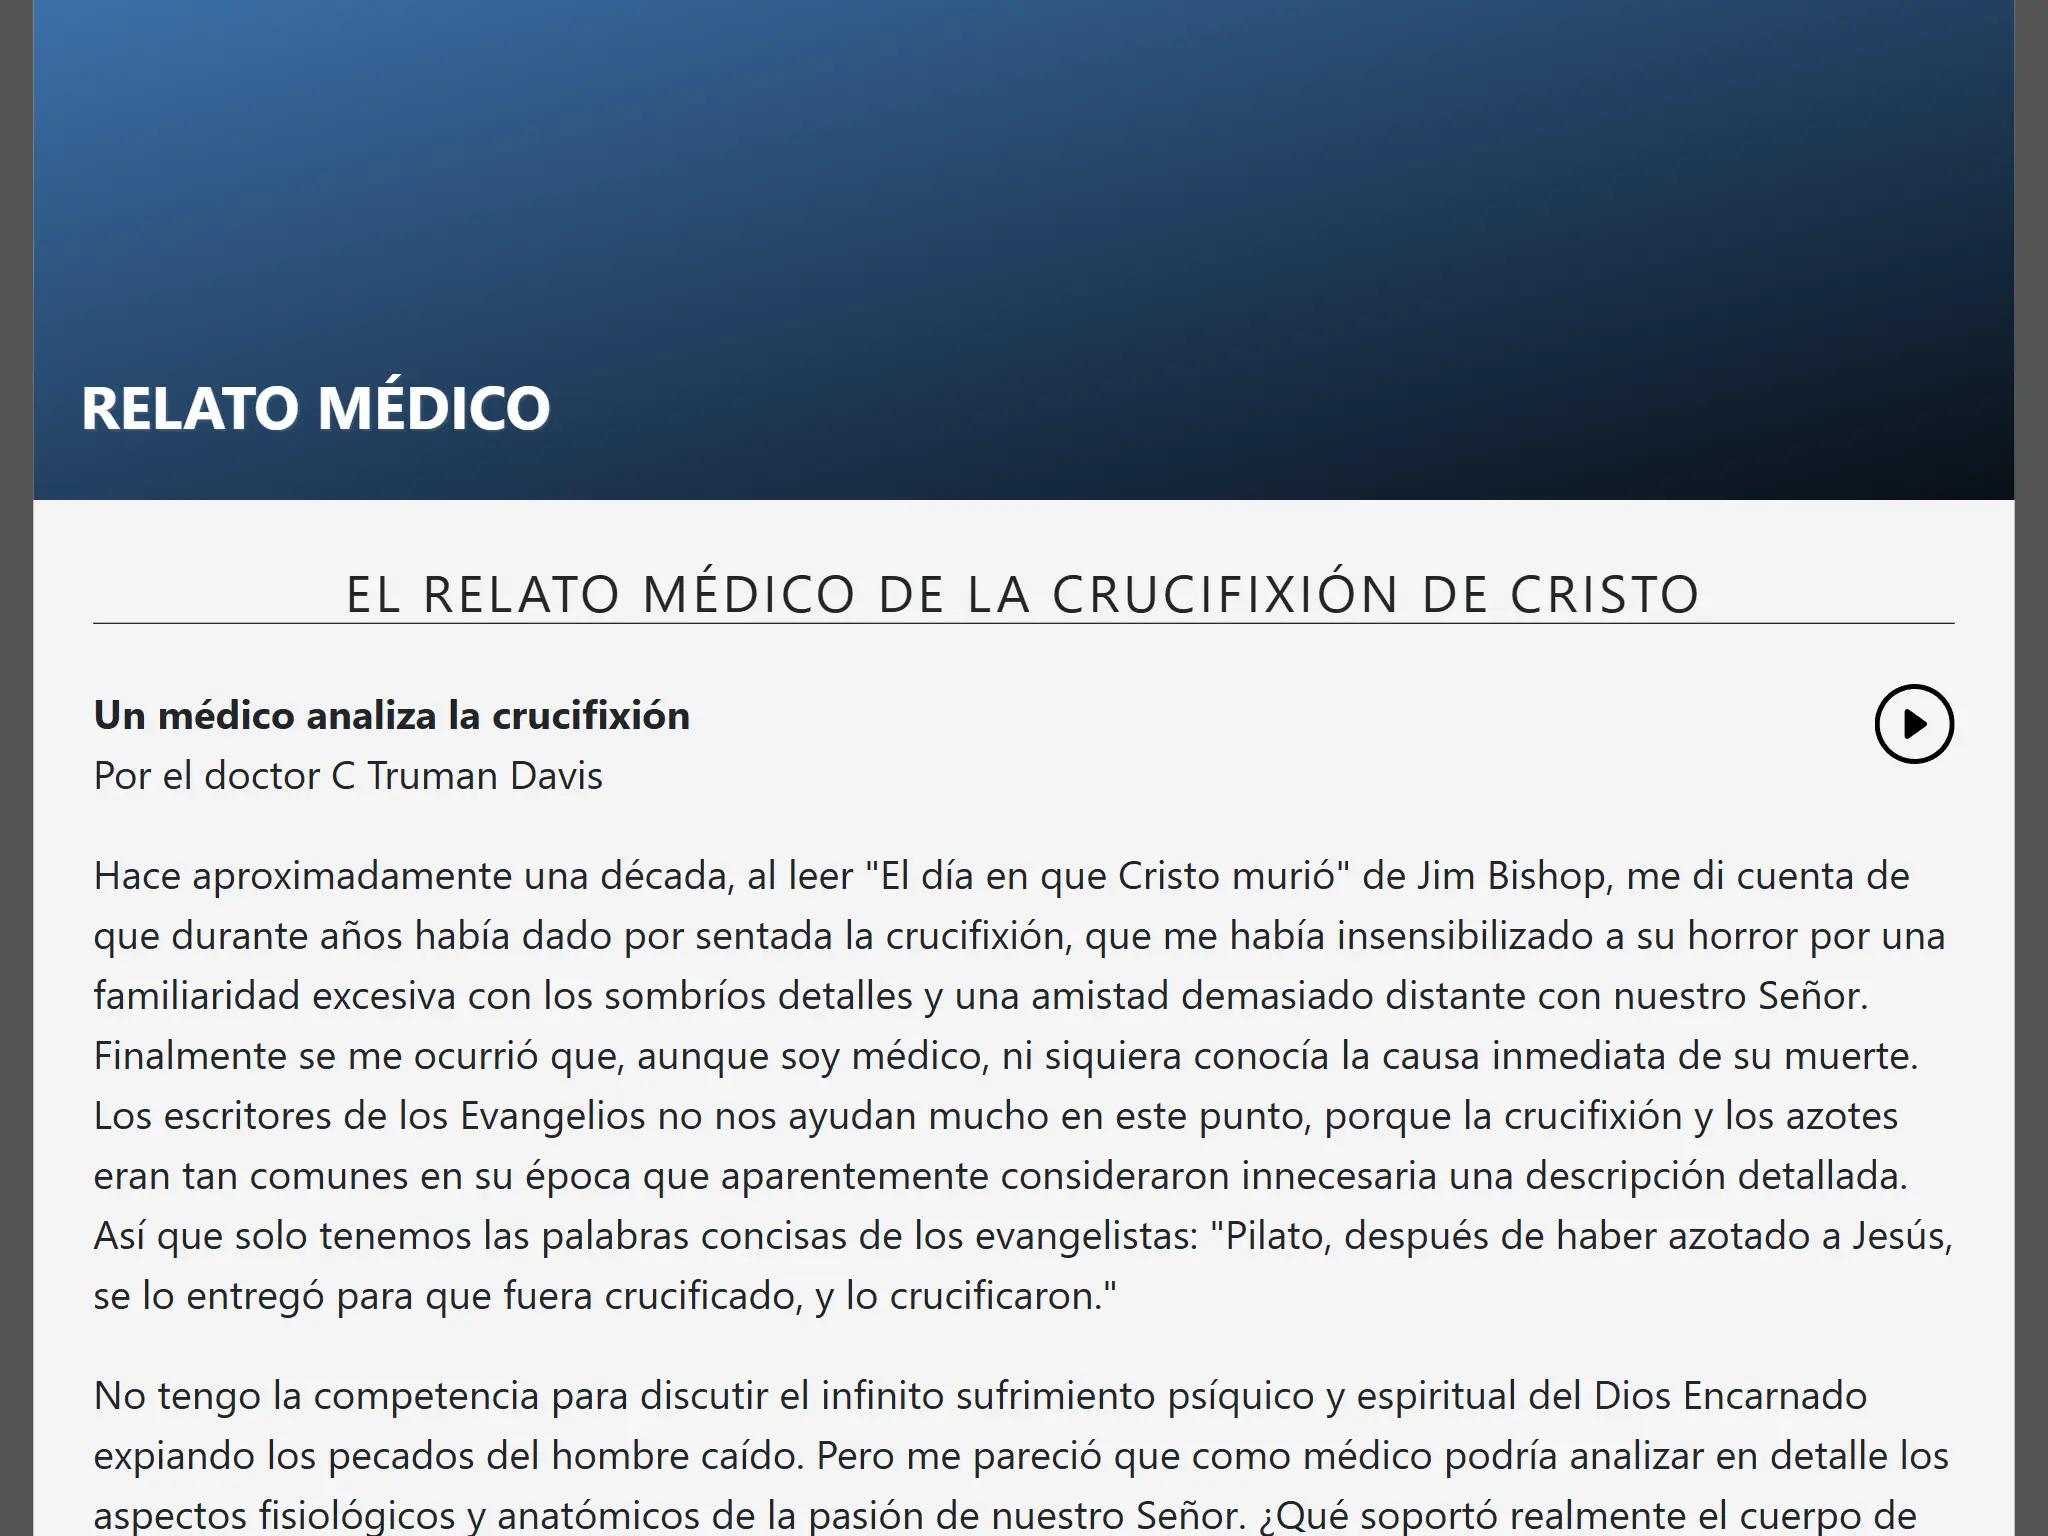 RELATO MÉDICO
EL RELATO MÉDICO DE LA CRUCIFIXIÓN DE CRISTO
Un médico analiza la crucifixión
Por el doctor C Truman Davis
Hace aproximadamente una década, al leer "El día en que Cristo murió" de Jim Bishop, me di cuenta de
que durante años había dado por sentada la crucifixión, que me había insensibilizado a su horror por una
familiaridad excesiva con los sombríos detalles y una amistad demasiado distante con nuestro Señor.
Finalmente se me ocurrió que, aunque soy médico, ni siquiera conocía la causa inmediata de su muerte.
Los escritores de los Evangelios no nos ayudan mucho en este punto, porque la crucifixión y los azotes
eran tan comunes en su época que aparentemente consideraron innecesaria una descripción detallada.
Así que solo tenemos las palabras concisas de los evangelistas: "Pilato, después de haber azotado a Jesús,
se lo entregó para que fuera crucificado, y lo crucificaron."
No tengo la competencia para discutir el infinito sufrimiento psíquico y espiritual del Dios Encarnado
expiando los pecados del hombre caído. Pero me pareció que como médico podría analizar en detalle los
aspectos fisiológicos y anatómicos de la pasión de nuestro Señor. ¿Qué soportó realmente el cuerpo de